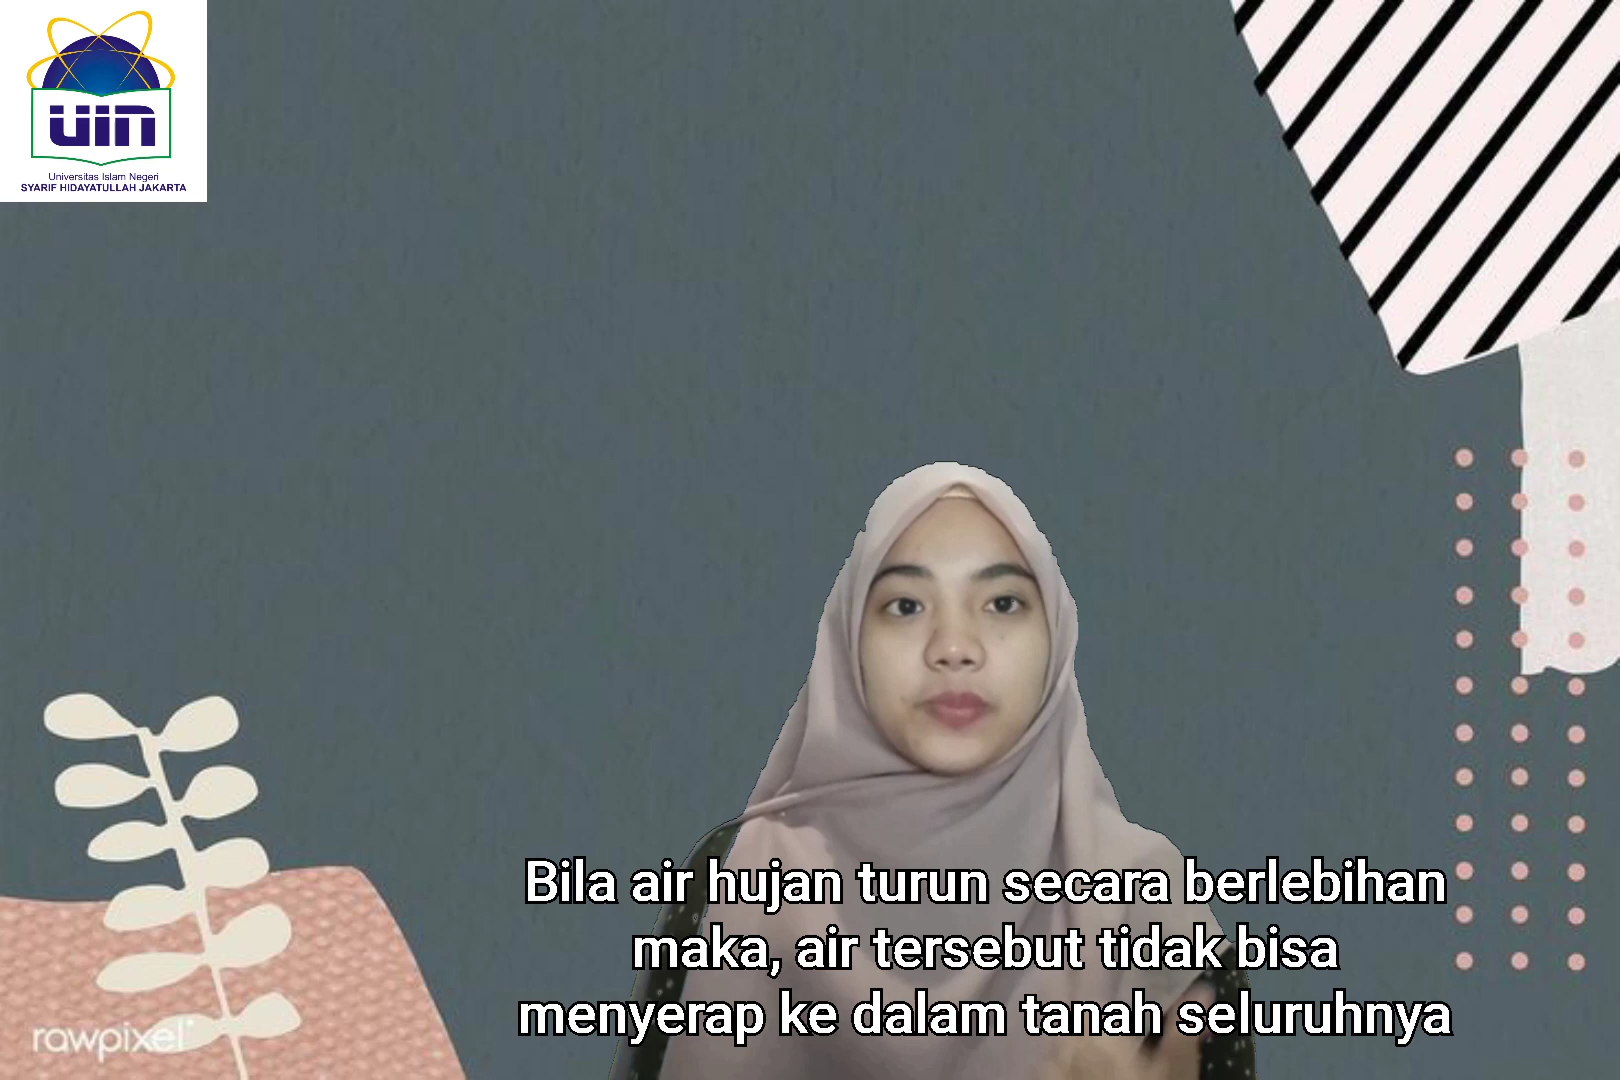 uin
Universitas Islam Negeri
SYARIF HIDAYATULLAH JAKARTA
Bila air hujan turun secara berlebihan
maka, air tersebut tidak bisa
menyerap ke dalam tanah seluruhnya
rawpixel